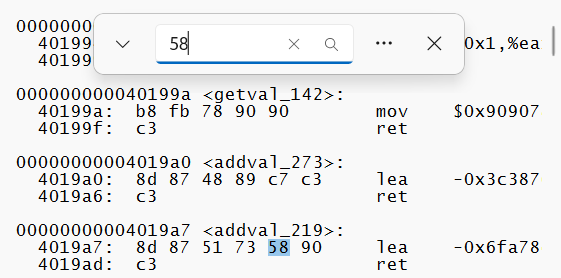 0000000
58
40199
0x1,%ea
40199
000000000040199a <getval_142>:
40199a: b8 fb 78 90 90 mov $0x90907
40199f: c3 ret
00000000004019a0 <addval_273>:
4019a0: 8d 87 48 89 c7 c3 lea -0x3c387
4019a6: c3 ret
00000000004019a7 <addval_219>:
4019a7: 8d 87 51 73 58 90 lea -0x6fa78
4019ad: c3 ret